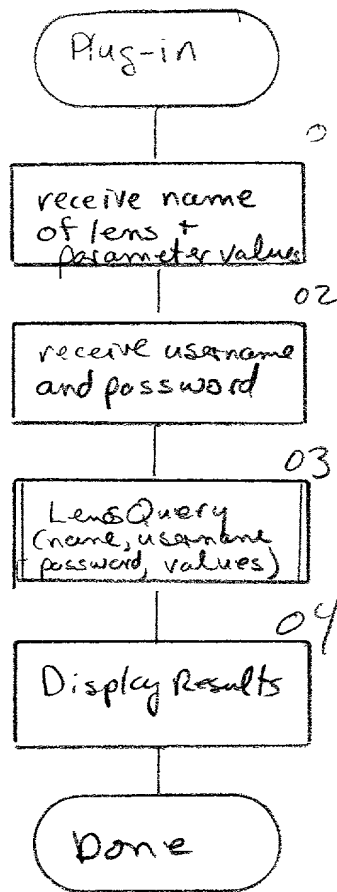 Plug-in
0
receive name
of lens +
parameter values
02
receive username
and password
03
LensQuery
(name, username
password, values)
04
Display Results
Done